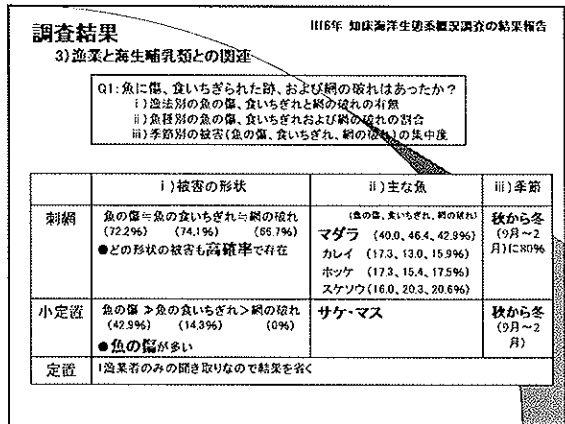 H16年 知床海洋生態系概況調査の結果報告
調査結果
3)漁業と海生哺乳類との関連
Q1:魚に傷、食いちぎられた跡、および網の破れはあったか?
i)漁法別の魚の傷、食いちぎれと網の破れの有無
ii)魚種別の魚の傷、食いちぎれおよび網の破れの割合
iii)季節別の被害(魚の傷、食いちぎれ、網の破れ)の集中度
i)被害の形状 ii)主な魚 iii)季節
刺網
魚の傷≒魚の食いちぎれ≒網の破れ
(72.2%) (74.1%) (66.7%)
●どの形状の被害も高確率で存在
(魚の傷、食いちぎれ、網の破れ)
マダラ (40.0、46.4、42.9%)
カレイ (17.3、13.0、15.9%)
ホッケ (17.3、15.4、17.5%)
スケソウ(16.0、20.3、20.6%)
秋から冬
(9月~2
月)に80%
小定置
魚の傷≫魚の食いちぎれ>網の破れ
(42.9%) (14.3%) (0%)
●魚の傷が多い
サケ・マス
秋から冬
(9月~2
月)
定置
1漁業者のみの聞き取りなので結果を省く